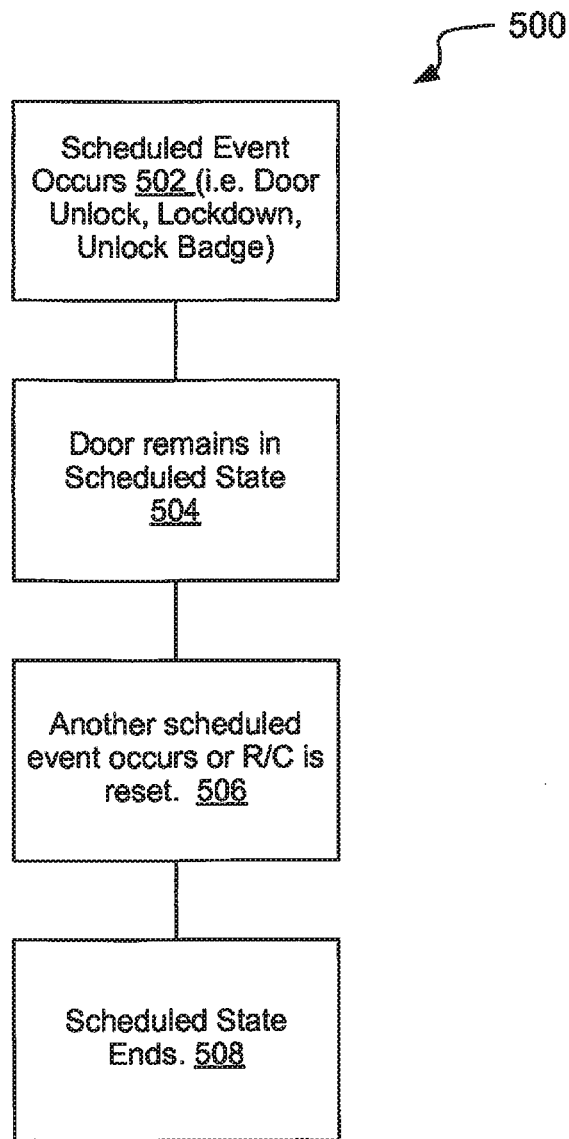 500
Scheduled Event
Occurs 502 (i.e. Door
Unlock, Lockdown,
Unlock Badge)
Door remains in
Scheduled State
504
Another scheduled
event occurs or R/C is
reset. 506
Scheduled State
Ends. 508